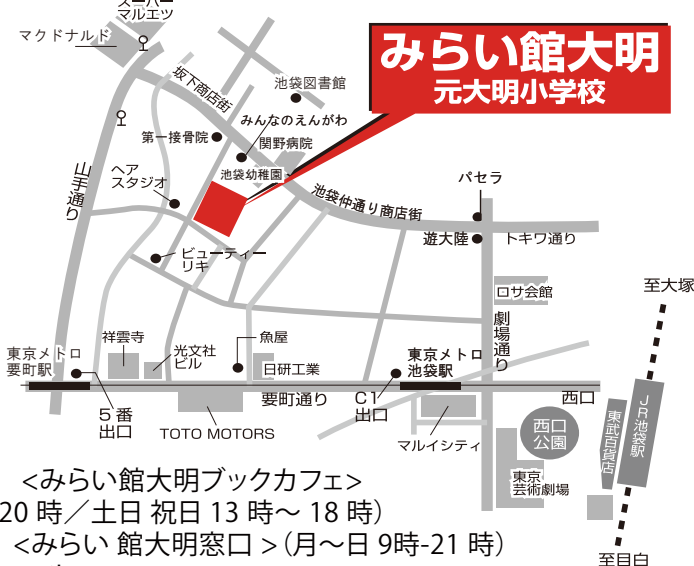 スーパー
マルエツ
マクドナルド
みらい館大明
元大明小学校
坂下商店街
池袋図書館
みんなのえんがわ
第一接骨院
関野病院
池袋幼稚園
山手通り
ヘア
スタジオ
池袋仲通り商店街
パセラ
遊大陸
トキワ通り
ビューティー
リキ
ロサ会館
至大塚
劇場通り
祥雲寺
光文社
ビル
魚屋
日研工業
東京メトロ
要町駅
東京メトロ
池袋駅
5番
出口
要町通り
C1
出口
西口
TOTO MOTORS
マルイシティ
西口
公園
東武百貨店
JR池袋駅
東京
芸術劇場
至目白
<みらい館大明ブックカフェ>
20 時／土日 祝日 13 時〜 18 時）
<みらい 館大明窓口 >（月〜日 9時-21 時）